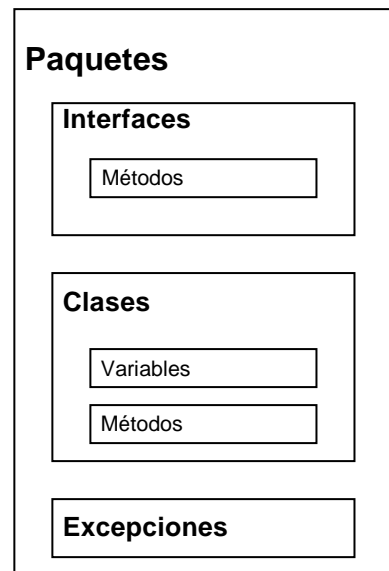 Paquetes
Interfaces
Métodos
Clases
Variables
Métodos
Excepciones